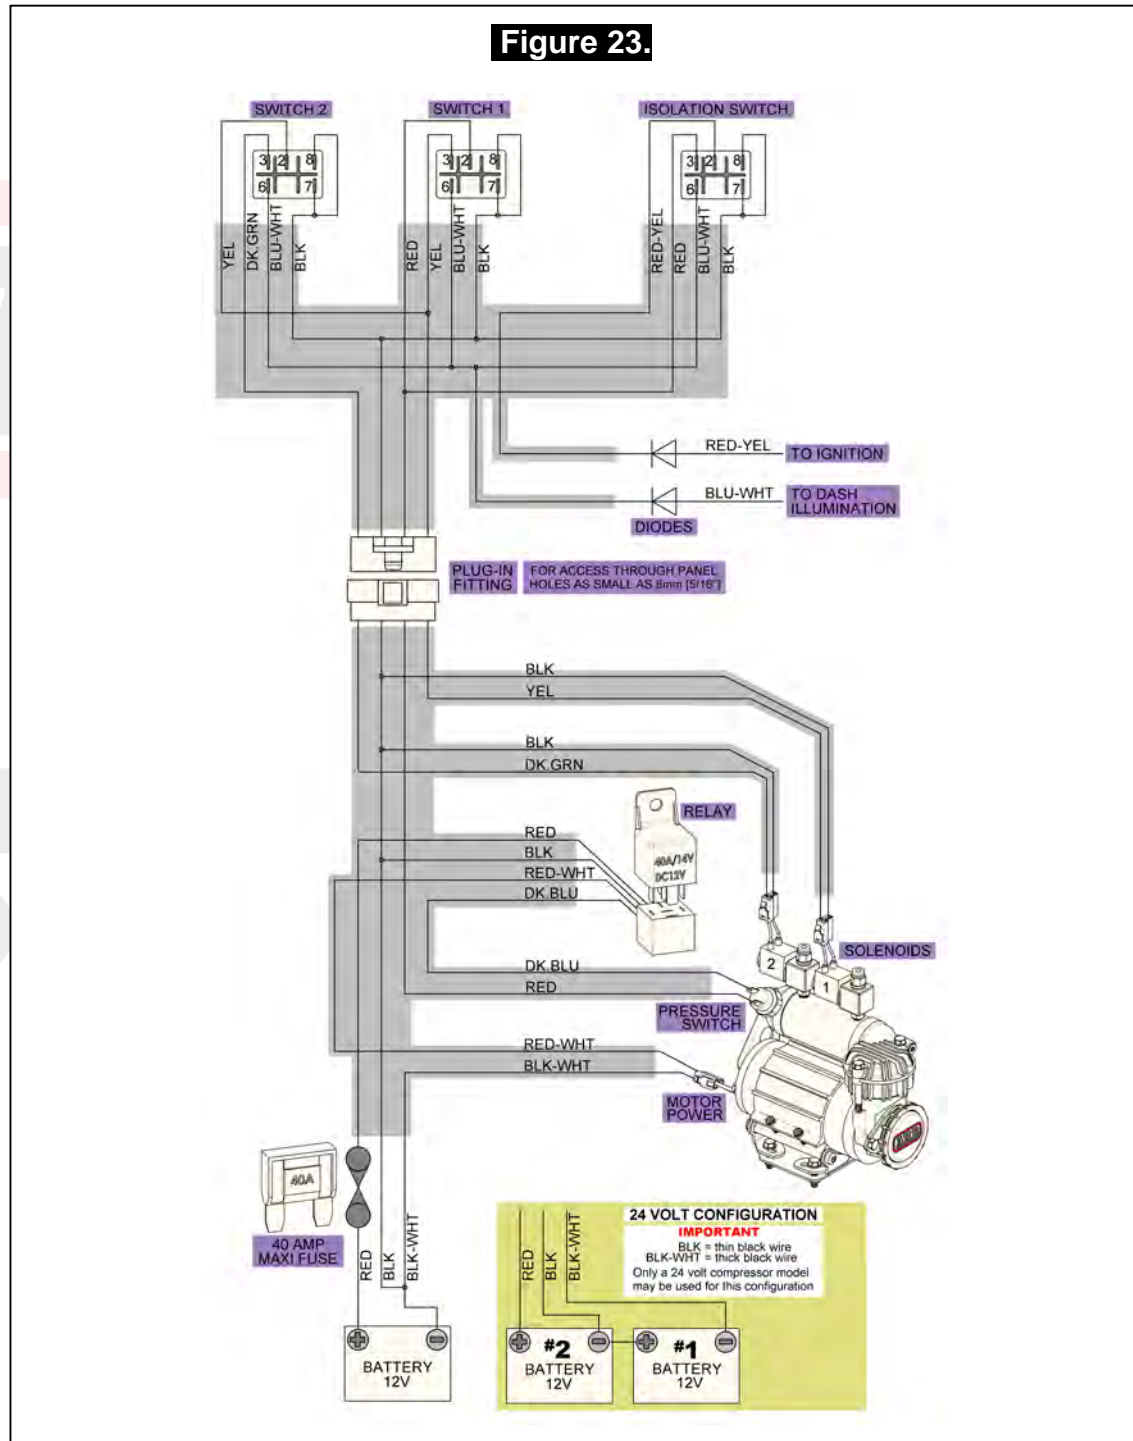 Figure 23.
SWITCH 2
SWITCH 1
ISOLATION SWITCH
3 2 8
6 7
3 2 8
6 7
3 2 8
6 7
YEL
DK.GRN
BLU-WHT
BLK
RED
YEL
BLU-WHT
BLK
RED-YEL
RED
BLU-WHT
BLK
RED-YEL
TO IGNITION
BLU-WHT
TO DASH
ILLUMINATION
DIODES
PLUG-IN
FITTING
FOR ACCESS THROUGH PANEL
HOLES AS SMALL AS 8mm [5/16"]
BLK
YEL
BLK
DK.GRN
RELAY
40A/14V
DC12V
RED
BLK
RED-WHT
DK.BLU
SOLENOIDS
2
1
DK.BLU
RED
PRESSURE
SWITCH
RED-WHT
BLK-WHT
MOTOR
POWER
40A
40 AMP
MAXI FUSE
RED
BLK
BLK-WHT
BATTERY
12V
24 VOLT CONFIGURATION
IMPORTANT
BLK = thin black wire
BLK-WHT = thick black wire
Only a 24 volt compressor model
may be used for this configuration
RED
BLK
BLK-WHT
#2
BATTERY
12V
#1
BATTERY
12V